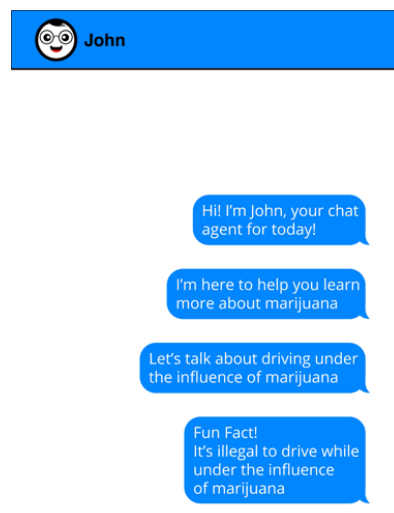 John
Hi! I’m John, your chat
agent for today!
I’m here to help you learn
more about marijuana
Let’s talk about driving under
the influence of marijuana
Fun Fact!
It’s illegal to drive while
under the influence
of marijuana